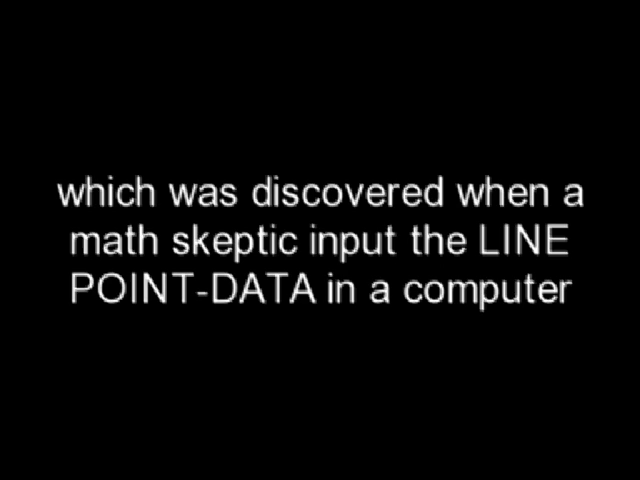 which was discovered when a
math skeptic input the LINE
POINT-DATA in a computer